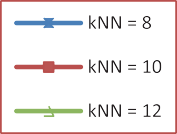 kNN = 8
kNN = 10
kNN = 12